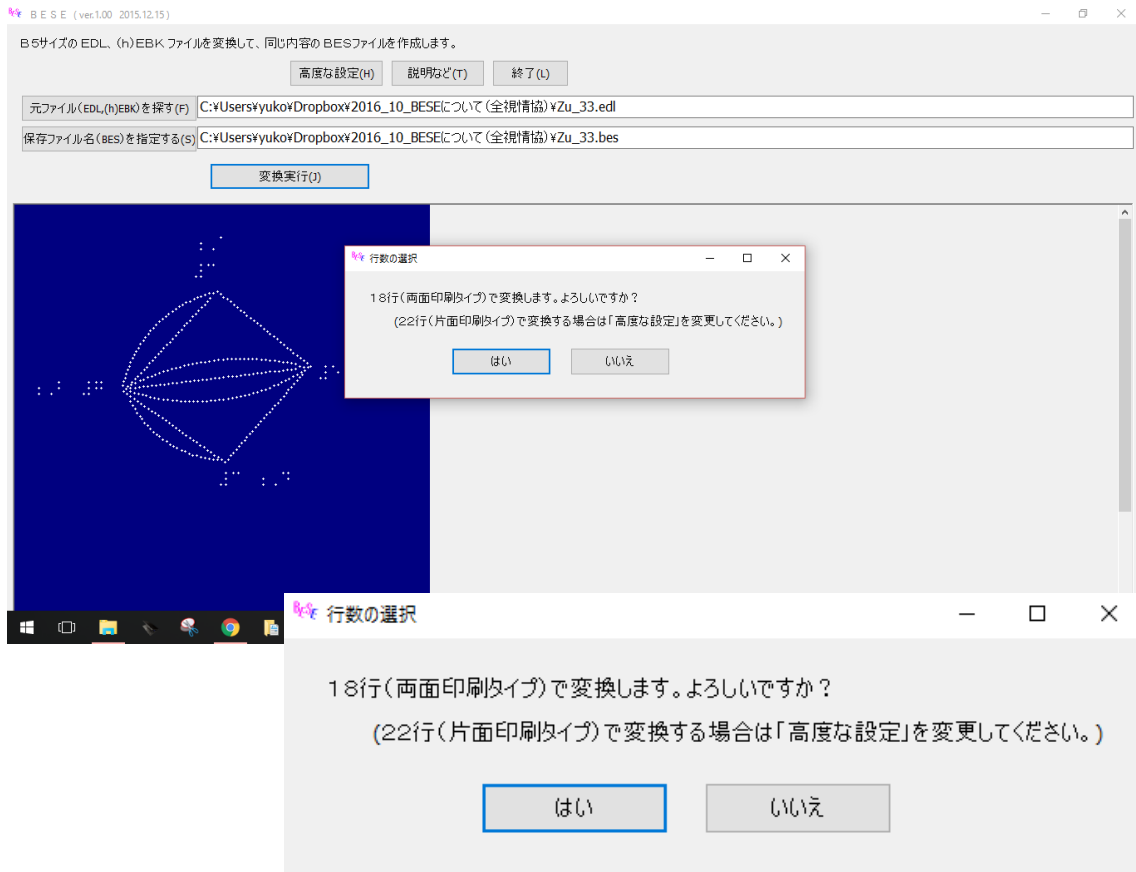 BESE (ver.1.00 2015.12.15)
B5サイズの EDL、(h)EBK ファイルを変換して、同じ内容の BESファイルを作成します。
高度な設定(H) 説明など(T) 終了(L)
元ファイル(EDL,(h)EBK)を探す(F) C:¥Users¥yuko¥Dropbox¥2016_10_BESEについて(全視情協)¥Zu_33.edl
保存ファイル名(BES)を指定する(S) C:¥Users¥yuko¥Dropbox¥2016_10_BESEについて(全視情協)¥Zu_33.bes
変換実行(J)
BESE 行数の選択
18行(両面印刷タイプ)で変換します。よろしいですか？
(22行(片面印刷タイプ)で変換する場合は「高度な設定」を変更してください。)
はい いいえ
BESE 行数の選択
18行(両面印刷タイプ)で変換します。よろしいですか？
(22行(片面印刷タイプ)で変換する場合は「高度な設定」を変更してください。)
はい いいえ